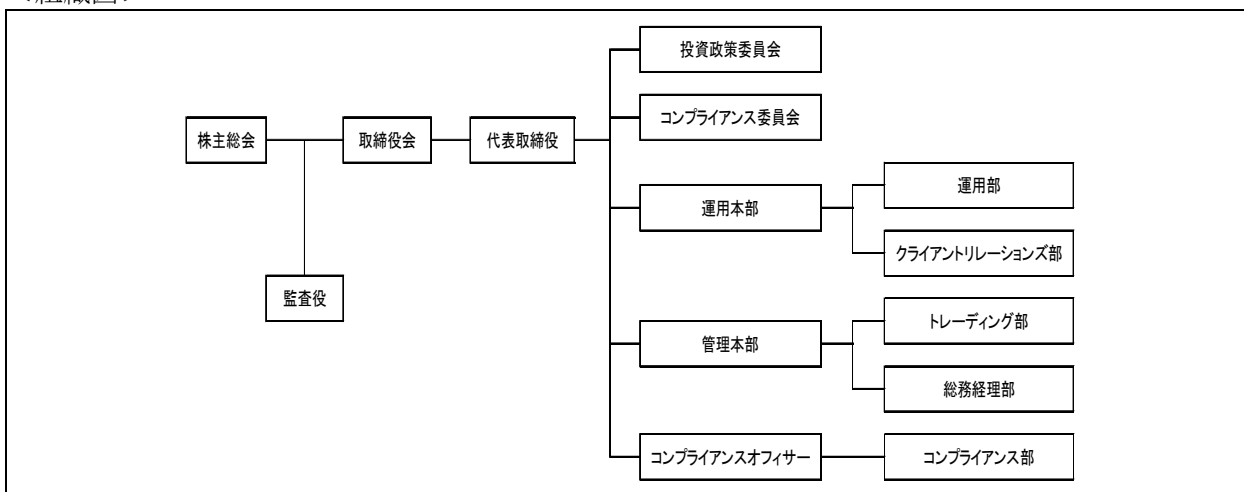 <組織図>
投資政策委員会
コンプライアンス委員会
株主総会
取締役会
代表取締役
運用部
運用本部
クライアントリレーションズ部
監査役
トレーディング部
管理本部
総務経理部
コンプライアンスオフィサー
コンプライアンス部